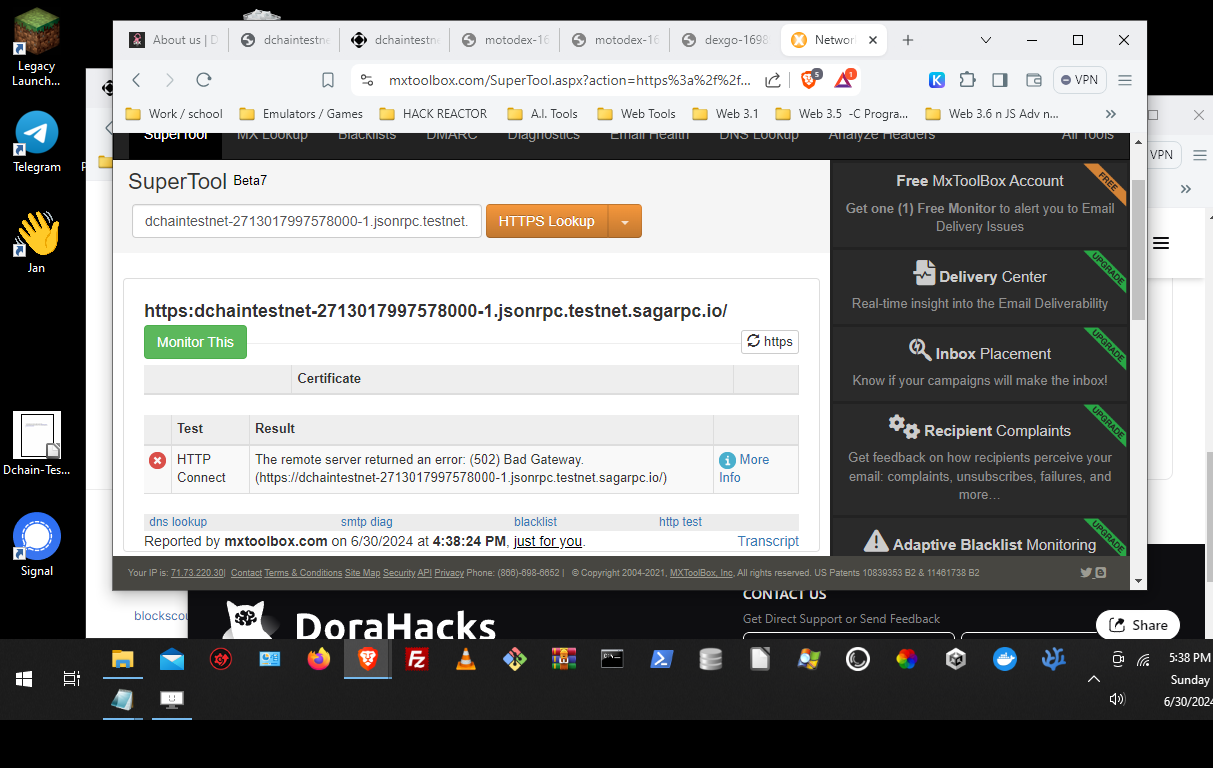 Legacy
Launch...
Telegram
Jan
Dchain-Tes...
Signal
About us | D
dchaintestne
dchaintestne
motodex-16
motodex-16
dexgo-1698
Networ
mxtoolbox.com/SuperTool.aspx?action=https%3a%2f%2f...
5
1
K
VPN
Work / school
Emulators / Games
HACK REACTOR
A.I. Tools
Web Tools
Web 3.1
Web 3.5 -C Progra...
Web 3.6 n JS Adv n...
»
SuperTool
MX Lookup
Blacklists
DMARC
Diagnostics
Email Health
DNS Lookup
Analyze Headers
All Tools
SuperTool Beta7
dchaintestnet-2713017997578000-1.jsonrpc.testnet.
HTTPS Lookup
https:dchaintestnet-2713017997578000-1.jsonrpc.testnet.sagarpc.io/
Monitor This
https
Certificate
Test
Result
HTTP
Connect
The remote server returned an error: (502) Bad Gateway.
(https://dchaintestnet-2713017997578000-1.jsonrpc.testnet.sagarpc.io/)
More
Info
dns lookup
smtp diag
blacklist
http test
Reported by mxtoolbox.com on 6/30/2024 at 4:38:24 PM, just for you.
Transcript
Free MxToolBox Account
FREE
Get one (1) Free Monitor to alert you to Email
Delivery Issues
Delivery Center
UPGRADE
Real-time insight into the Email Deliverability
Inbox Placement
UPGRADE
Know if your campaigns will make the inbox!
Recipient Complaints
UPGRADE
Get feedback on how recipients perceive your
email: complaints, unsubscribes, failures, and
more…
Adaptive Blacklist Monitoring
UPGRADE
Your IP is: 71.73.220.30| Contact Terms & Conditions Site Map Security API Privacy Phone: (866)-698-6652 | © Copyright 2004-2021, MXToolBox, Inc, All rights reserved. US Patents 10839353 B2 & 11461738 B2
VPN
»
P
blockscou
DoraHacks
CONTACT US
Get Direct Support or Send Feedback
Share
5:38 PM
Sunday
6/30/2024